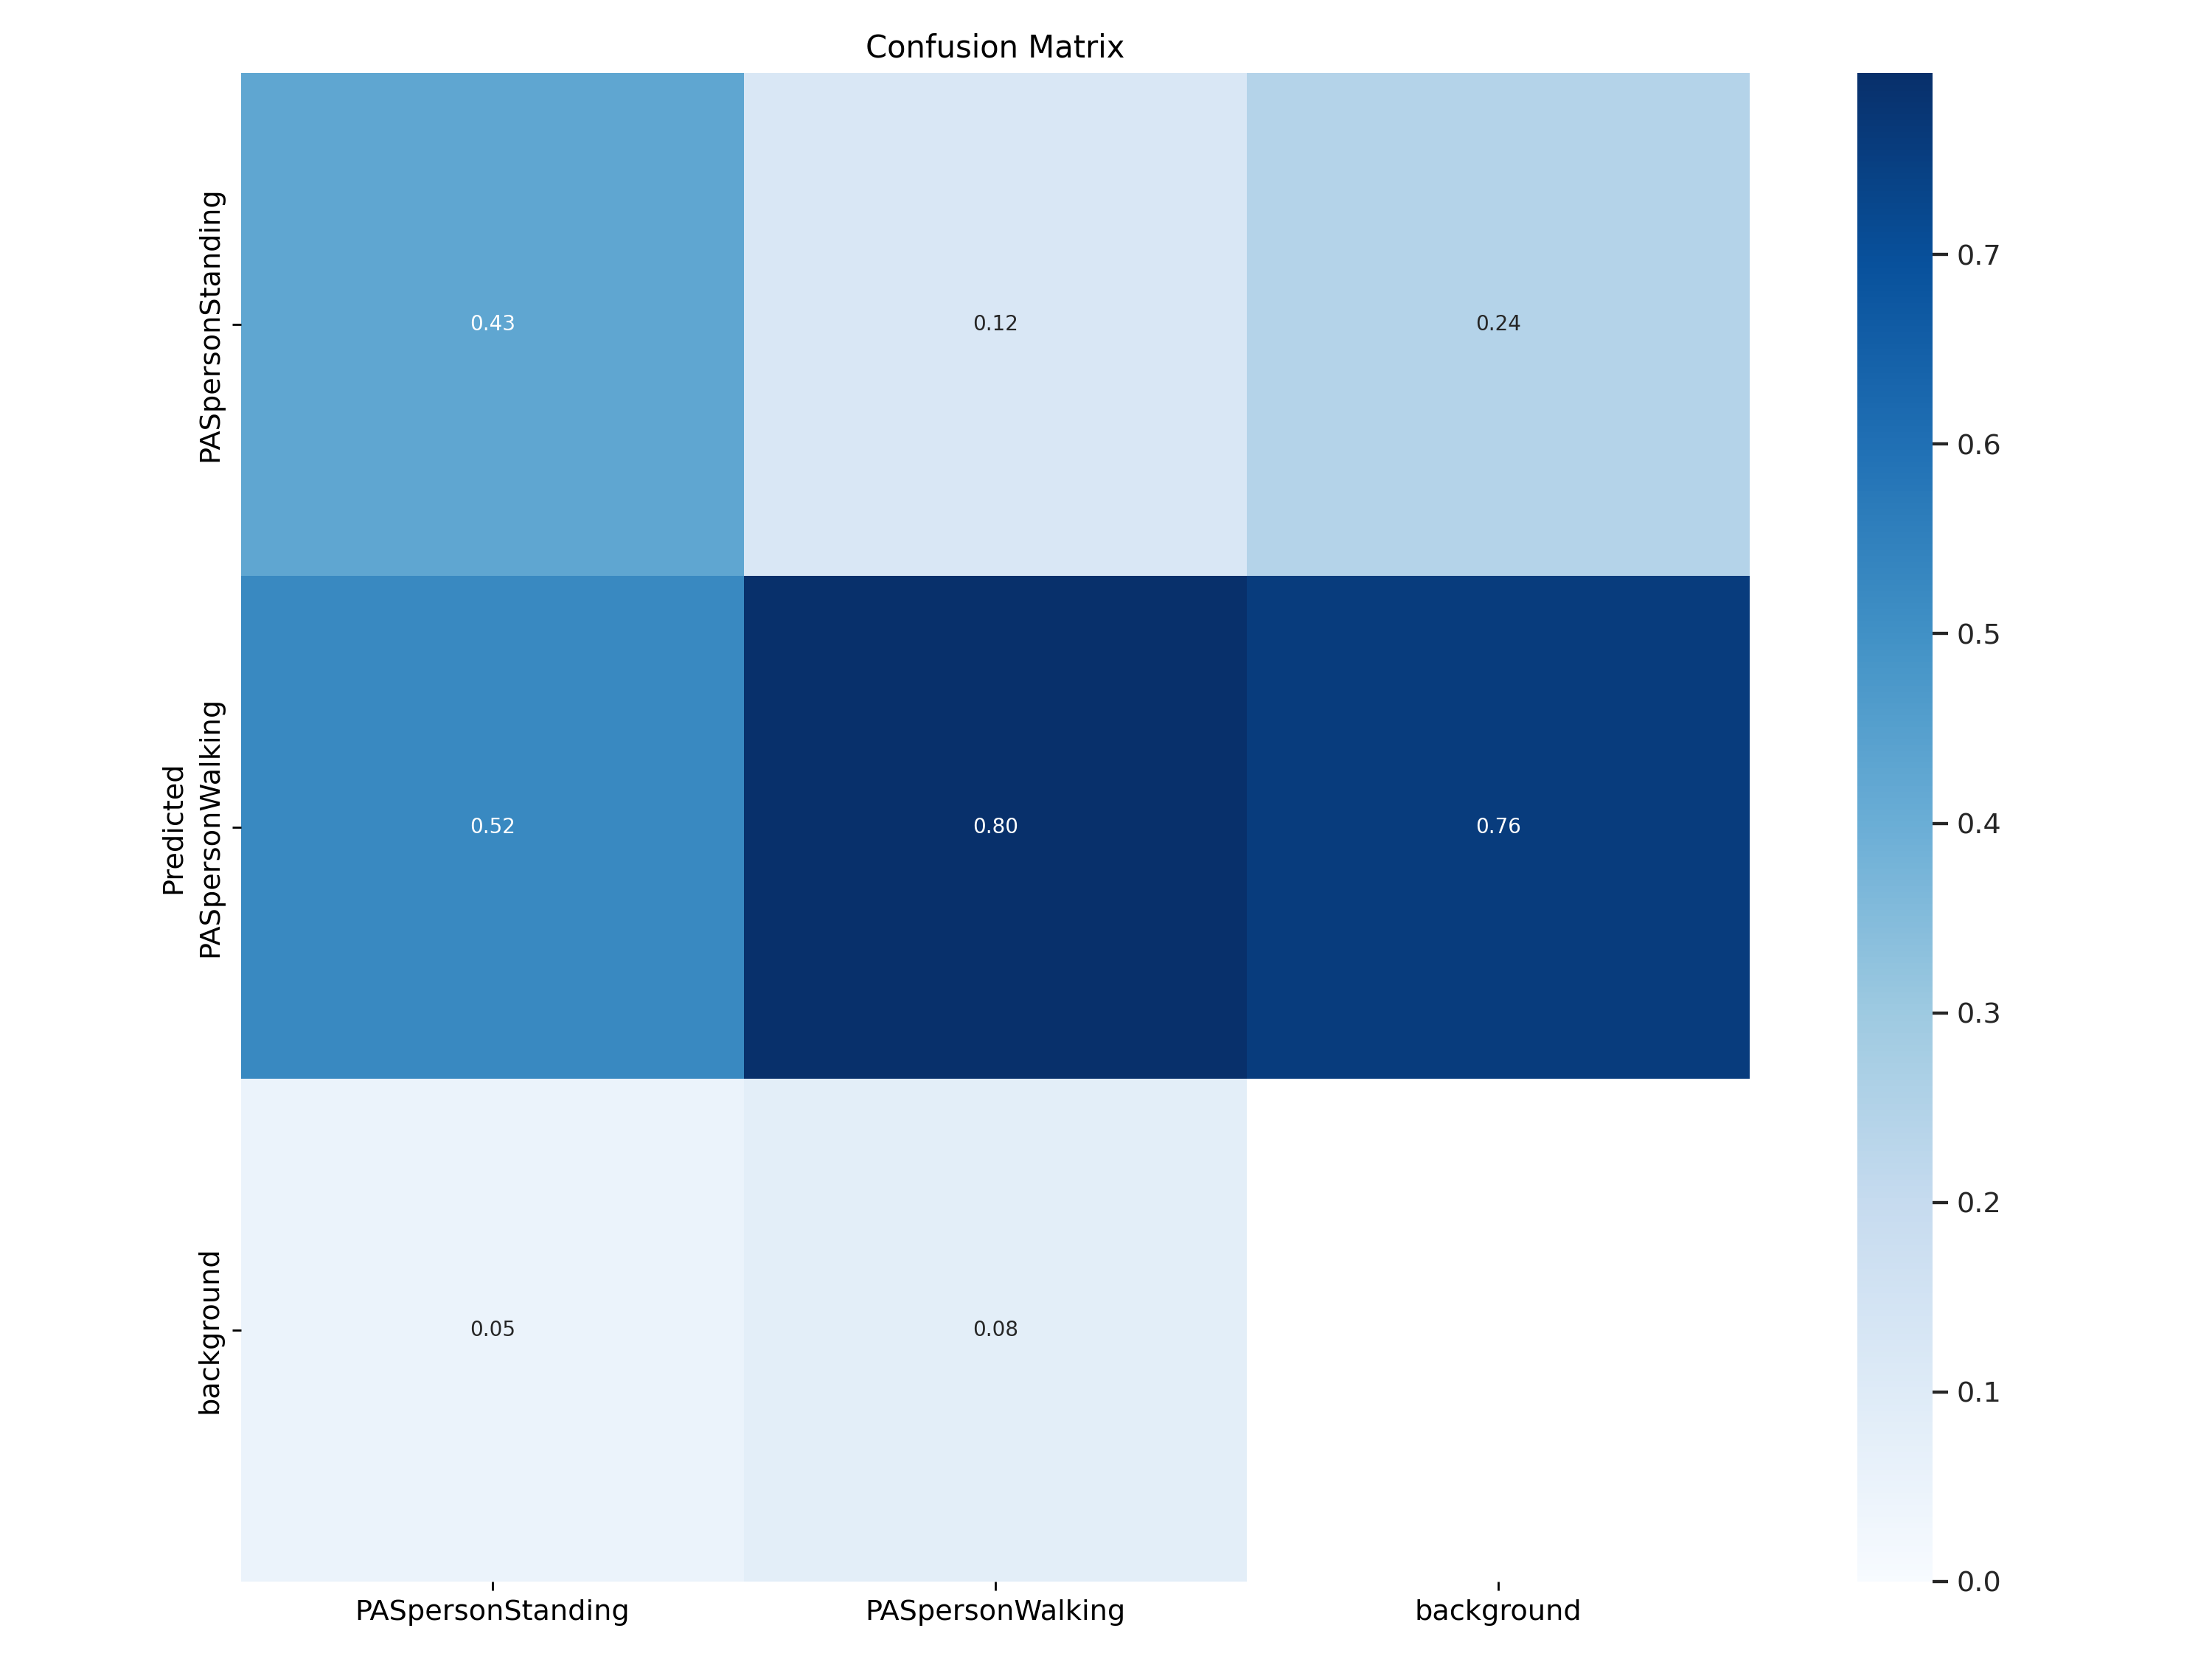 Confusion Matrix
PASpersonStanding
0.43
0.12
0.24
0.7
0.6
0.5
Predicted
PASpersonWalking
0.52
0.80
0.76
0.4
0.3
0.2
background
0.05
0.08
0.1
0.0
PASpersonStanding
PASpersonWalking
background